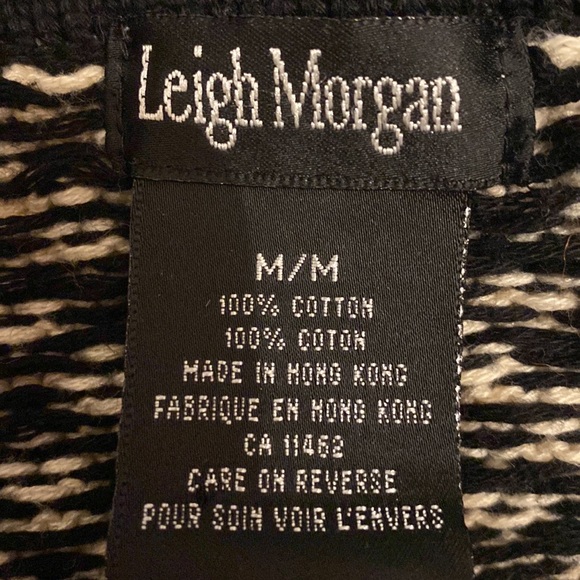 Leigh Morgan
M/M
100% COTTON
100% COTON
MADE IN HONG KONG
FABRIQUE EN HONG KONG
CA 11462
CARE ON REVERSE
POUR SOIN VOIR L'ENVERS